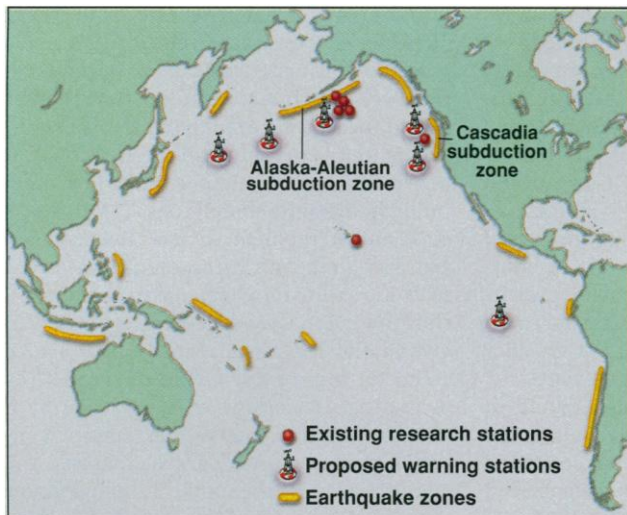 Alaska-Aleutian
subduction zone
Cascadia
subduction
zone
Existing research stations
Proposed warning stations
Earthquake zones